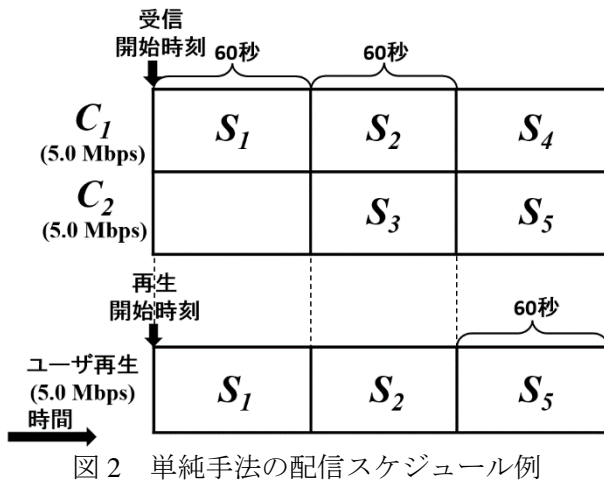 受信
開始時刻
60秒 60秒
C1 S1 S2 S4
(5.0 Mbps)
C2 S3 S5
(5.0 Mbps)
再生
開始時刻
60秒
ユーザ再生
(5.0 Mbps) S1 S2 S5
時間
図2 単純手法の配信スケジュール例